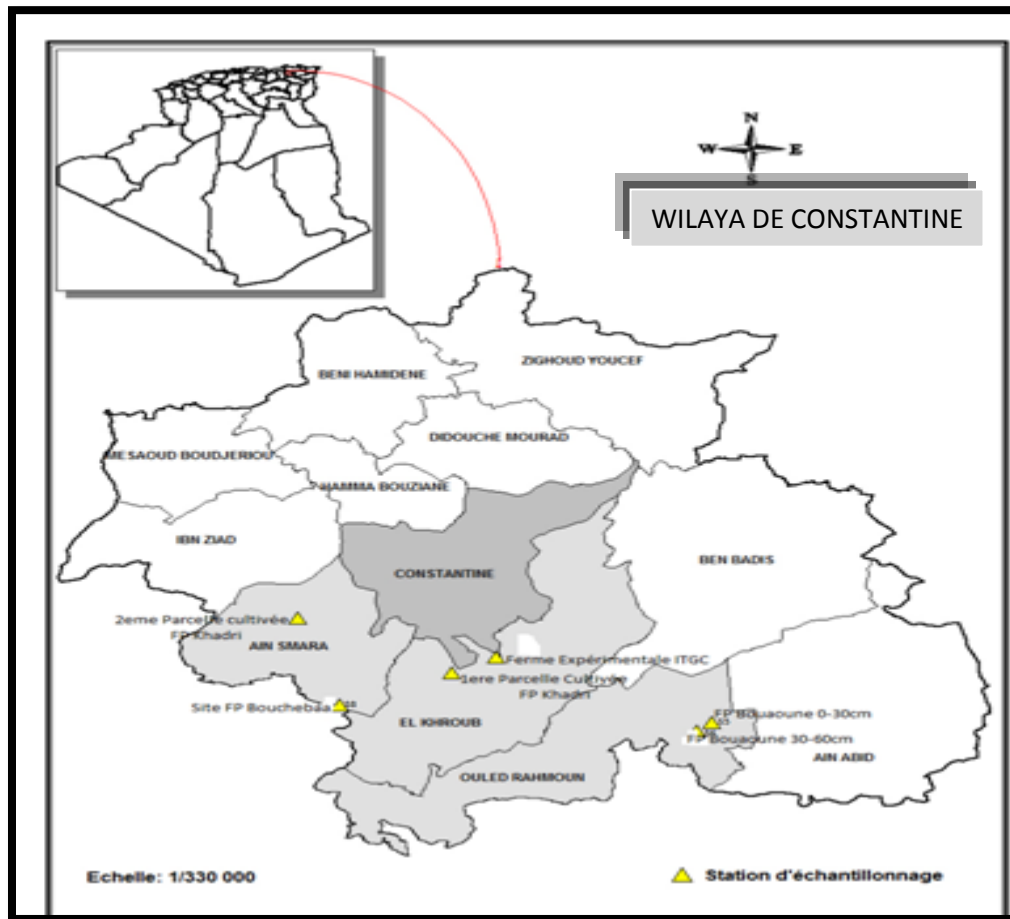 N
W E
S
WILAYA DE CONSTANTINE
ZIGHOUD YOUCEF
BENI HAMIDENE
DIDOUCHE MOURAD
MESAOUD BOUDJERIOU
HAMMA BOUZIANE
IBN ZIAD
BEN BADIS
CONSTANTINE
2eme Parcelle cultivée
FP Khadri
AIN SMARA
Ferme Expérimentale ITGC
1ere Parcelle Cultivée
FP Khadri
Site FP Bouchebaa
EL KHROUB
FP Bouaoune 0-30cm
FP Bouaoune 30-60cm
AIN ABID
OULED RAHMOUN
Echelle: 1/330 000
Station d'échantillonnage